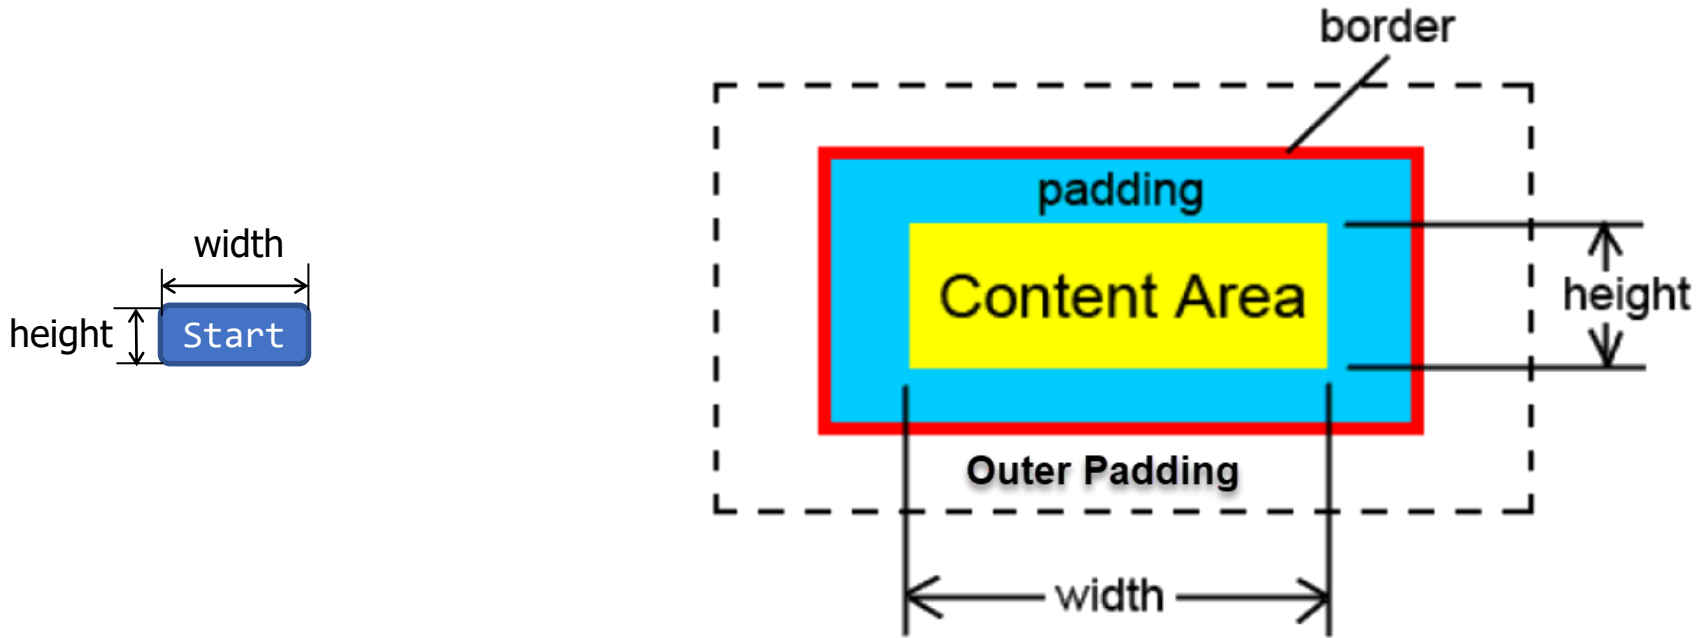 width
height
Start
border
padding
Content Area
height
Outer Padding
width